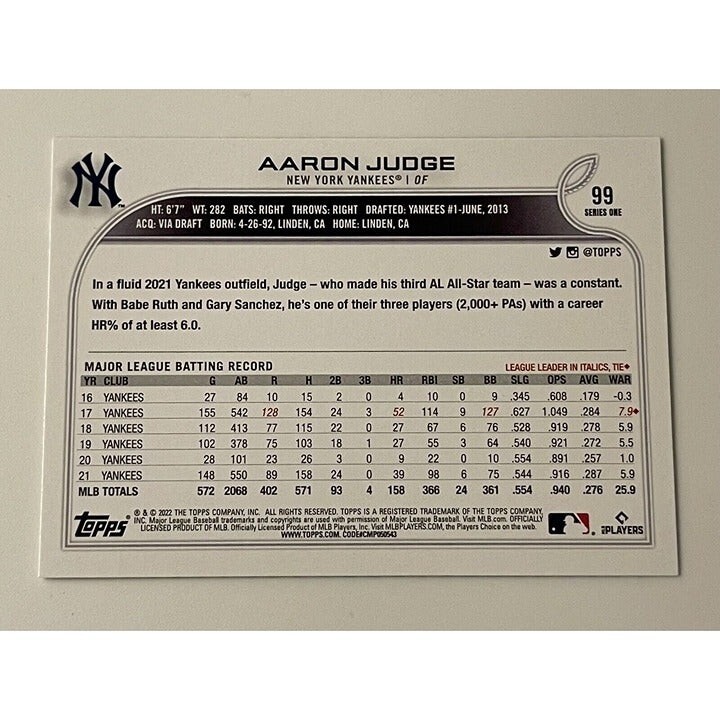 NY
AARON JUDGE
NEW YORK YANKEES® | OF
99
SERIES ONE
HT: 6'7" WT: 282 BATS: RIGHT THROWS: RIGHT DRAFTED: YANKEES #1-JUNE, 2013
ACQ: VIA DRAFT BORN: 4-26-92, LINDEN, CA HOME: LINDEN, CA
@TOPPS
In a fluid 2021 Yankees outfield, Judge – who made his third AL All-Star team – was a constant.
With Babe Ruth and Gary Sanchez, he's one of their three players (2,000+ PAs) with a career
HR% of at least 6.0.
MAJOR LEAGUE BATTING RECORD LEAGUE LEADER IN ITALICS, TIE◆
YR CLUB G AB R H 2B 3B HR RBI SB BB SLG OPS AVG WAR
16 YANKEES 27 84 10 15 2 0 4 10 0 9 .345 .608 .179 -0.3
17 YANKEES 155 542 128 154 24 3 52 114 9 127 .627 1.049 .284 7.9◆
18 YANKEES 112 413 77 115 22 0 27 67 6 76 .528 .919 .278 5.9
19 YANKEES 102 378 75 103 18 1 27 55 3 64 .540 .921 .272 5.5
20 YANKEES 28 101 23 26 3 0 9 22 0 10 .554 .891 .257 1.0
21 YANKEES 148 550 89 158 24 0 39 98 6 75 .544 .916 .287 5.9
MLB TOTALS 572 2068 402 571 93 4 158 366 24 361 .554 .940 .276 25.9
Topps
® & © 2022 THE TOPPS COMPANY, INC. ALL RIGHTS RESERVED. TOPPS IS A REGISTERED TRADEMARK OF THE TOPPS COMPANY,
INC. Major League Baseball trademarks and copyrights are used with permission of Major League Baseball. Visit MLB.com. OFFICIALLY
LICENSED PRODUCT OF MLB. Officially Licensed Product of MLB Players, Inc. Visit MLBPLAYERS.COM, the Players Choice on the web.
WWW.TOPPS.COM. CODE#CMP050543
PLAYERS